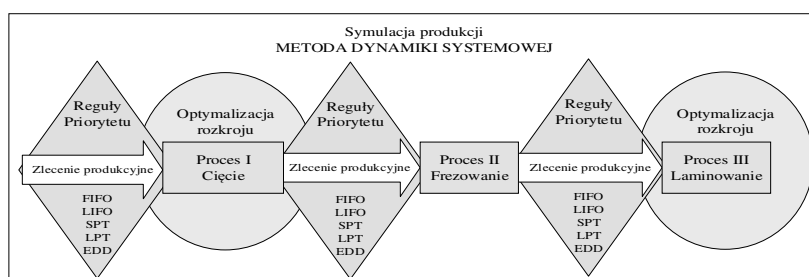 Symulacja produkcji
METODA DYNAMIKI SYSTEMOWEJ
Reguły
Priorytetu
Zlecenie produkcyjne
FIFO
LIFO
SPT
LPT
EDD
Optymalizacja
rozkroju
Proces I
Cięcie
Reguły
Priorytetu
Zlecenie produkcyjne
FIFO
LIFO
SPT
LPT
EDD
Proces II
Frezowanie
Reguły
Priorytetu
Zlecenie produkcyjne
FIFO
LIFO
SPT
LPT
EDD
Optymalizacja
rozkroju
Proces III
Laminowanie